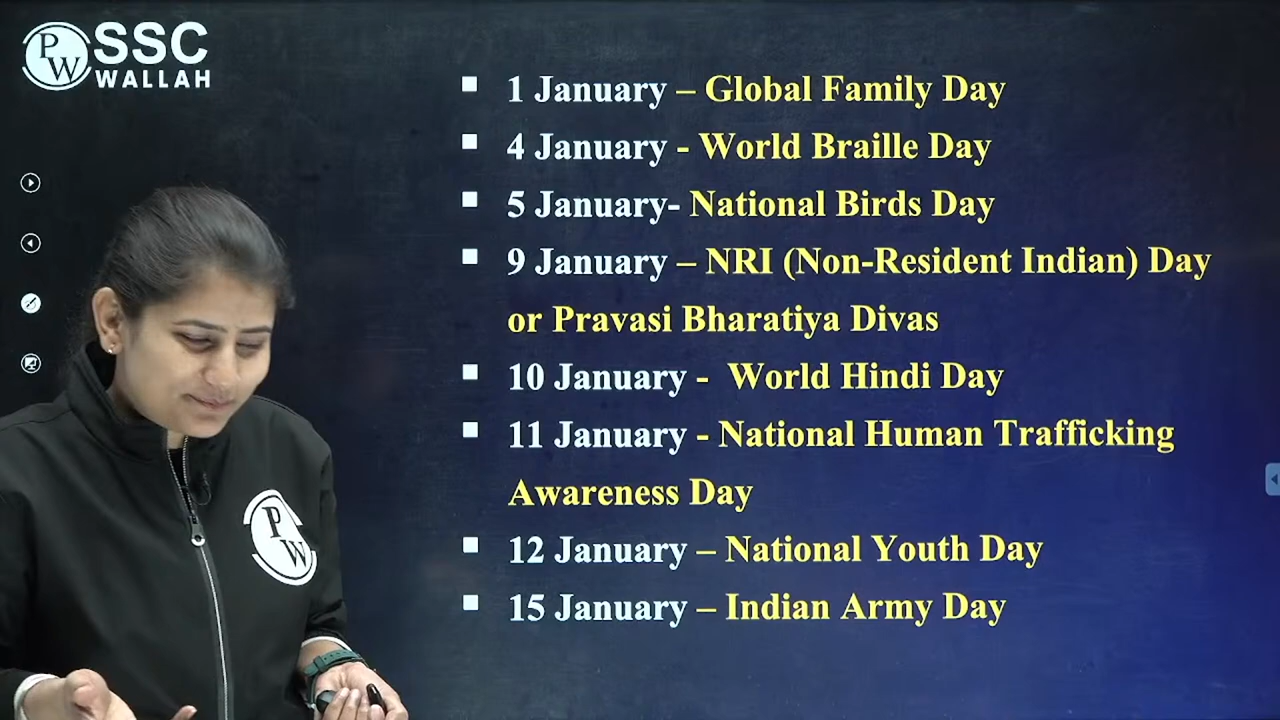 PW SSC
WALLAH
1 January – Global Family Day
4 January - World Braille Day
5 January- National Birds Day
9 January – NRI (Non-Resident Indian) Day
or Pravasi Bharatiya Divas
10 January - World Hindi Day
11 January - National Human Trafficking
Awareness Day
12 January – National Youth Day
15 January – Indian Army Day
PW